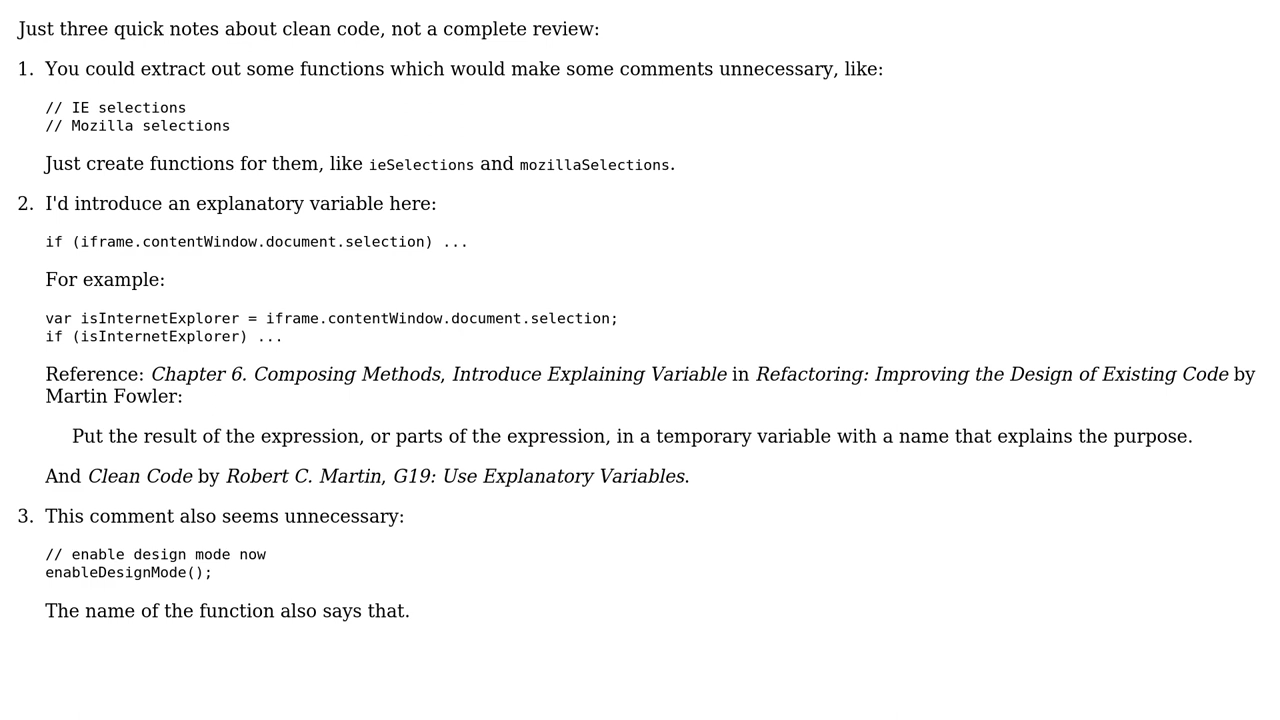 Just three quick notes about clean code, not a complete review:
1. You could extract out some functions which would make some comments unnecessary, like:
// IE selections
// Mozilla selections
Just create functions for them, like ieSelections and mozillaSelections.
2. I'd introduce an explanatory variable here:
if (iframe.contentWindow.document.selection) ...
For example:
var isInternetExplorer = iframe.contentWindow.document.selection;
if (isInternetExplorer) ...
Reference: Chapter 6. Composing Methods, Introduce Explaining Variable in Refactoring: Improving the Design of Existing Code by
Martin Fowler:
Put the result of the expression, or parts of the expression, in a temporary variable with a name that explains the purpose.
And Clean Code by Robert C. Martin, G19: Use Explanatory Variables.
3. This comment also seems unnecessary:
// enable design mode now
enableDesignMode();
The name of the function also says that.